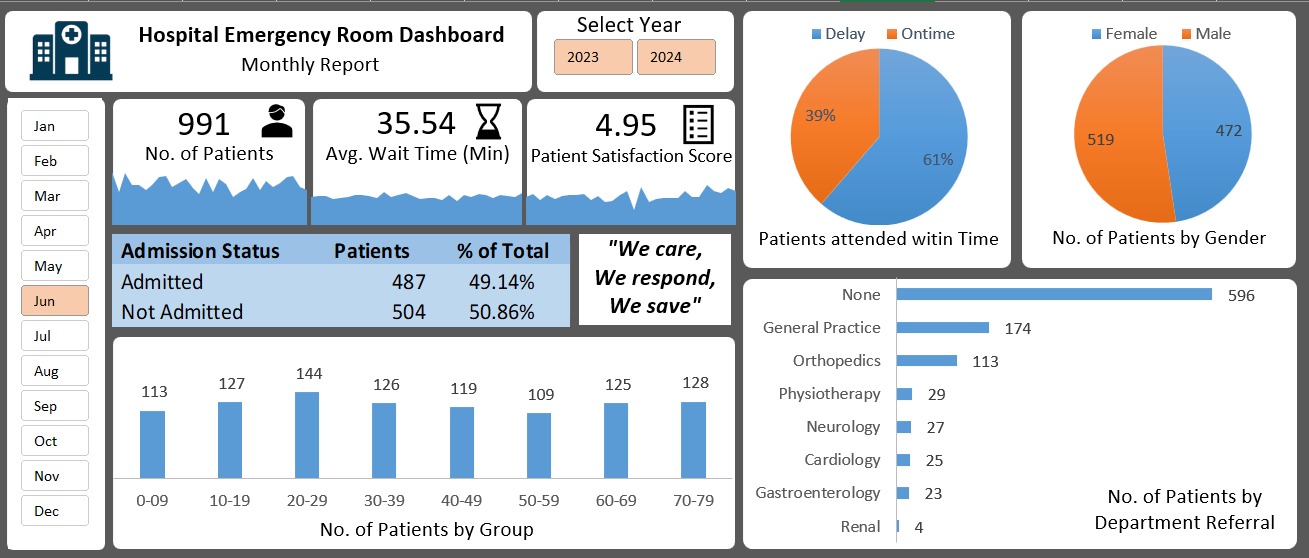 Hospital Emergency Room Dashboard
Monthly Report
Select Year
2023 2024
Jan
Feb
Mar
Apr
May
Jun
Jul
Aug
Sep
Oct
Nov
Dec
991
No. of Patients
35.54
Avg. Wait Time (Min)
4.95
Patient Satisfaction Score
Admission Status Patients % of Total
Admitted 487 49.14%
Not Admitted 504 50.86%
"We care,
We respond,
We save"
113 127 144 126 119 109 125 128
0-09 10-19 20-29 30-39 40-49 50-59 60-69 70-79
No. of Patients by Group
Delay Ontime
39%
61%
Patients attended witin Time
Female Male
519 472
No. of Patients by Gender
None 596
General Practice 174
Orthopedics 113
Physiotherapy 29
Neurology 27
Cardiology 25
Gastroenterology 23
Renal 4
No. of Patients by
Department Referral